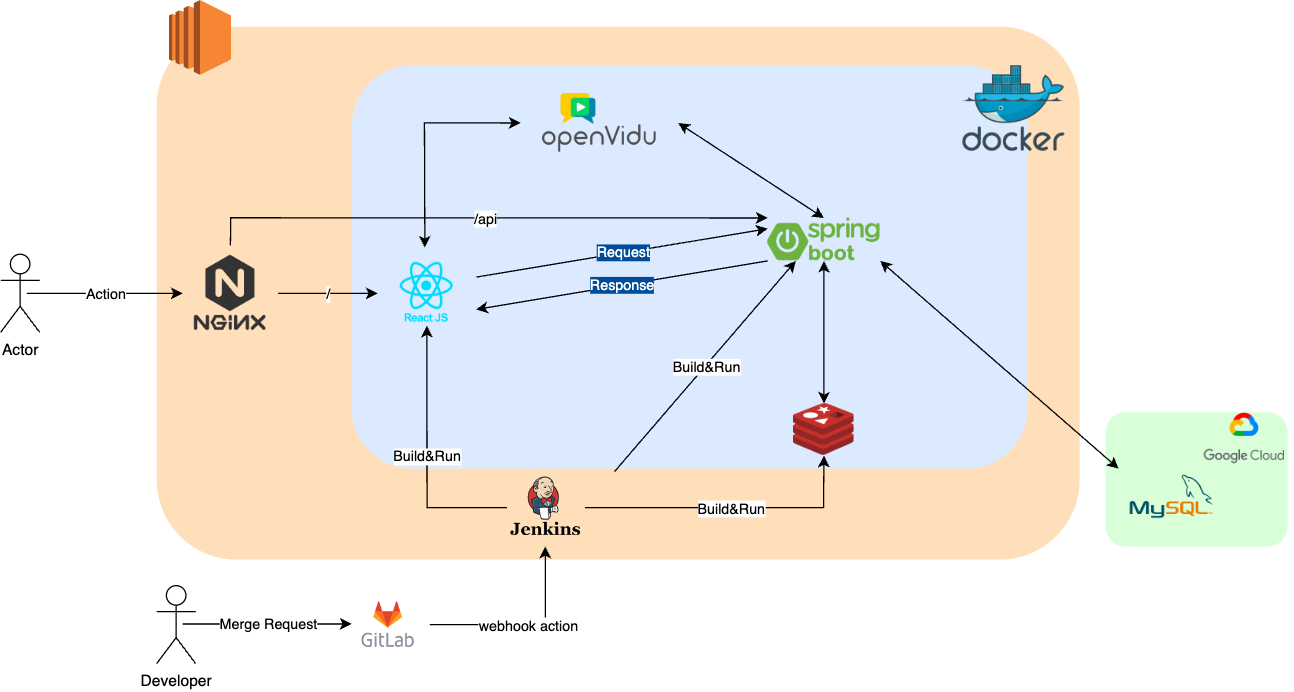 openVidu
docker
/api
spring
boot
Request
Response
Action
NGiNX
/
React JS
Actor
Build&Run
Build&Run
Google Cloud
MySQL
Build&Run
Jenkins
Merge Request
GitLab
webhook action
Developer